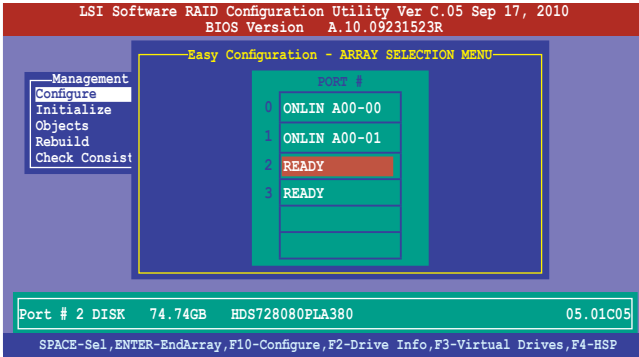 LSI Software RAID Configuration Utility Ver C.05 Sep 17, 2010
BIOS Version A.10.09231523R
Easy Configuration - ARRAY SELECTION MENU
Management
Configure
Initialize
Objects
Rebuild
Check Consist
PORT #
0 ONLIN A00-00
1 ONLIN A00-01
2 READY
3 READY
Port # 2 DISK 74.74GB HDS728080PLA380 05.01C05
SPACE-Sel,ENTER-EndArray,F10-Configure,F2-Drive Info,F3-Virtual Drives,F4-HSP